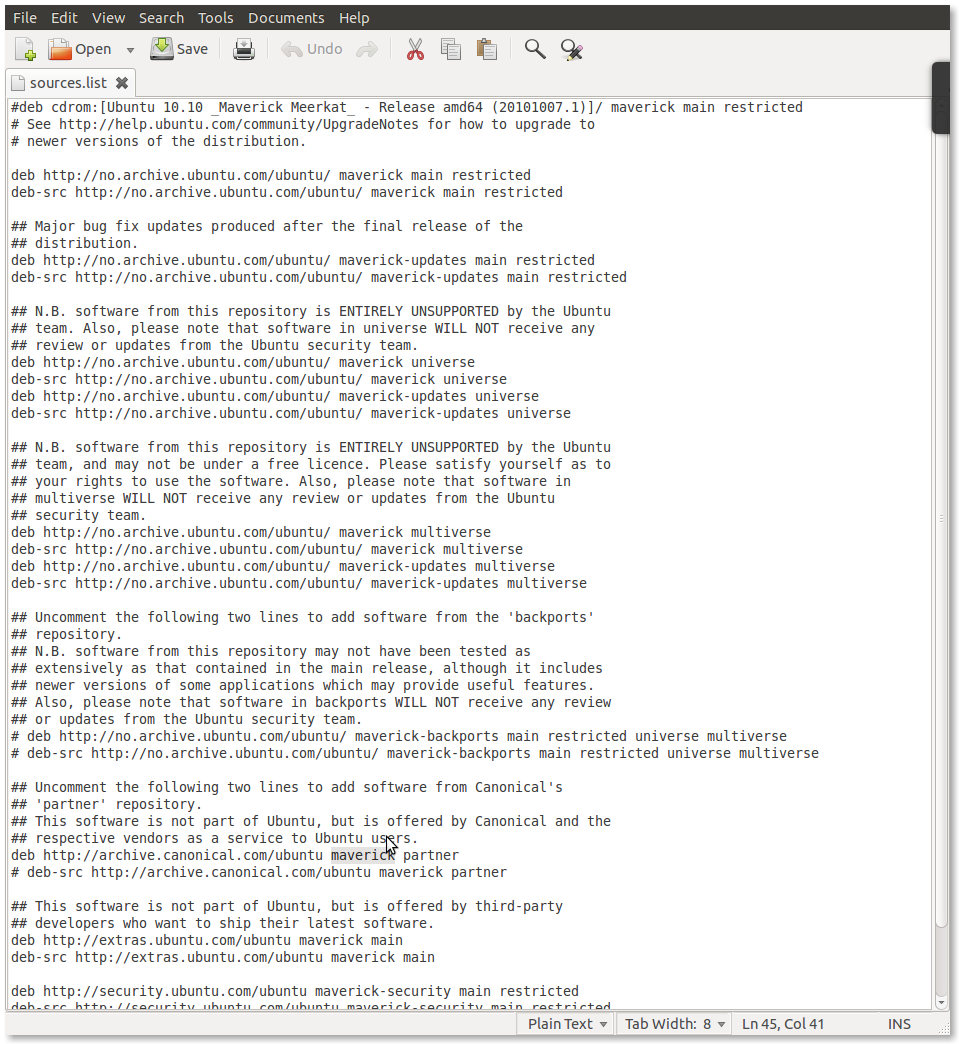 File Edit View Search Tools Documents Help
Open Save Undo
sources.list
#deb cdrom:[Ubuntu 10.10 _Maverick Meerkat_ - Release amd64 (20101007.1)]/ maverick main restricted
# See http://help.ubuntu.com/community/UpgradeNotes for how to upgrade to
# newer versions of the distribution.
deb http://no.archive.ubuntu.com/ubuntu/ maverick main restricted
deb-src http://no.archive.ubuntu.com/ubuntu/ maverick main restricted
## Major bug fix updates produced after the final release of the
## distribution.
deb http://no.archive.ubuntu.com/ubuntu/ maverick-updates main restricted
deb-src http://no.archive.ubuntu.com/ubuntu/ maverick-updates main restricted
## N.B. software from this repository is ENTIRELY UNSUPPORTED by the Ubuntu
## team. Also, please note that software in universe WILL NOT receive any
## review or updates from the Ubuntu security team.
deb http://no.archive.ubuntu.com/ubuntu/ maverick universe
deb-src http://no.archive.ubuntu.com/ubuntu/ maverick universe
deb http://no.archive.ubuntu.com/ubuntu/ maverick-updates universe
deb-src http://no.archive.ubuntu.com/ubuntu/ maverick-updates universe
## N.B. software from this repository is ENTIRELY UNSUPPORTED by the Ubuntu
## team, and may not be under a free licence. Please satisfy yourself as to
## your rights to use the software. Also, please note that software in
## multiverse WILL NOT receive any review or updates from the Ubuntu
## security team.
deb http://no.archive.ubuntu.com/ubuntu/ maverick multiverse
deb-src http://no.archive.ubuntu.com/ubuntu/ maverick multiverse
deb http://no.archive.ubuntu.com/ubuntu/ maverick-updates multiverse
deb-src http://no.archive.ubuntu.com/ubuntu/ maverick-updates multiverse
## Uncomment the following two lines to add software from the 'backports'
## repository.
## N.B. software from this repository may not have been tested as
## extensively as that contained in the main release, although it includes
## newer versions of some applications which may provide useful features.
## Also, please note that software in backports WILL NOT receive any review
## or updates from the Ubuntu security team.
# deb http://no.archive.ubuntu.com/ubuntu/ maverick-backports main restricted universe multiverse
# deb-src http://no.archive.ubuntu.com/ubuntu/ maverick-backports main restricted universe multiverse
## Uncomment the following two lines to add software from Canonical's
## 'partner' repository.
## This software is not part of Ubuntu, but is offered by Canonical and the
## respective vendors as a service to Ubuntu users.
deb http://archive.canonical.com/ubuntu maverick partner
# deb-src http://archive.canonical.com/ubuntu maverick partner
## This software is not part of Ubuntu, but is offered by third-party
## developers who want to ship their latest software.
deb http://extras.ubuntu.com/ubuntu maverick main
deb-src http://extras.ubuntu.com/ubuntu maverick main
deb http://security.ubuntu.com/ubuntu maverick-security main restricted
deb-src http://security.ubuntu.com/ubuntu maverick-security main restricted
Plain Text Tab Width: 8 Ln 45, Col 41 INS